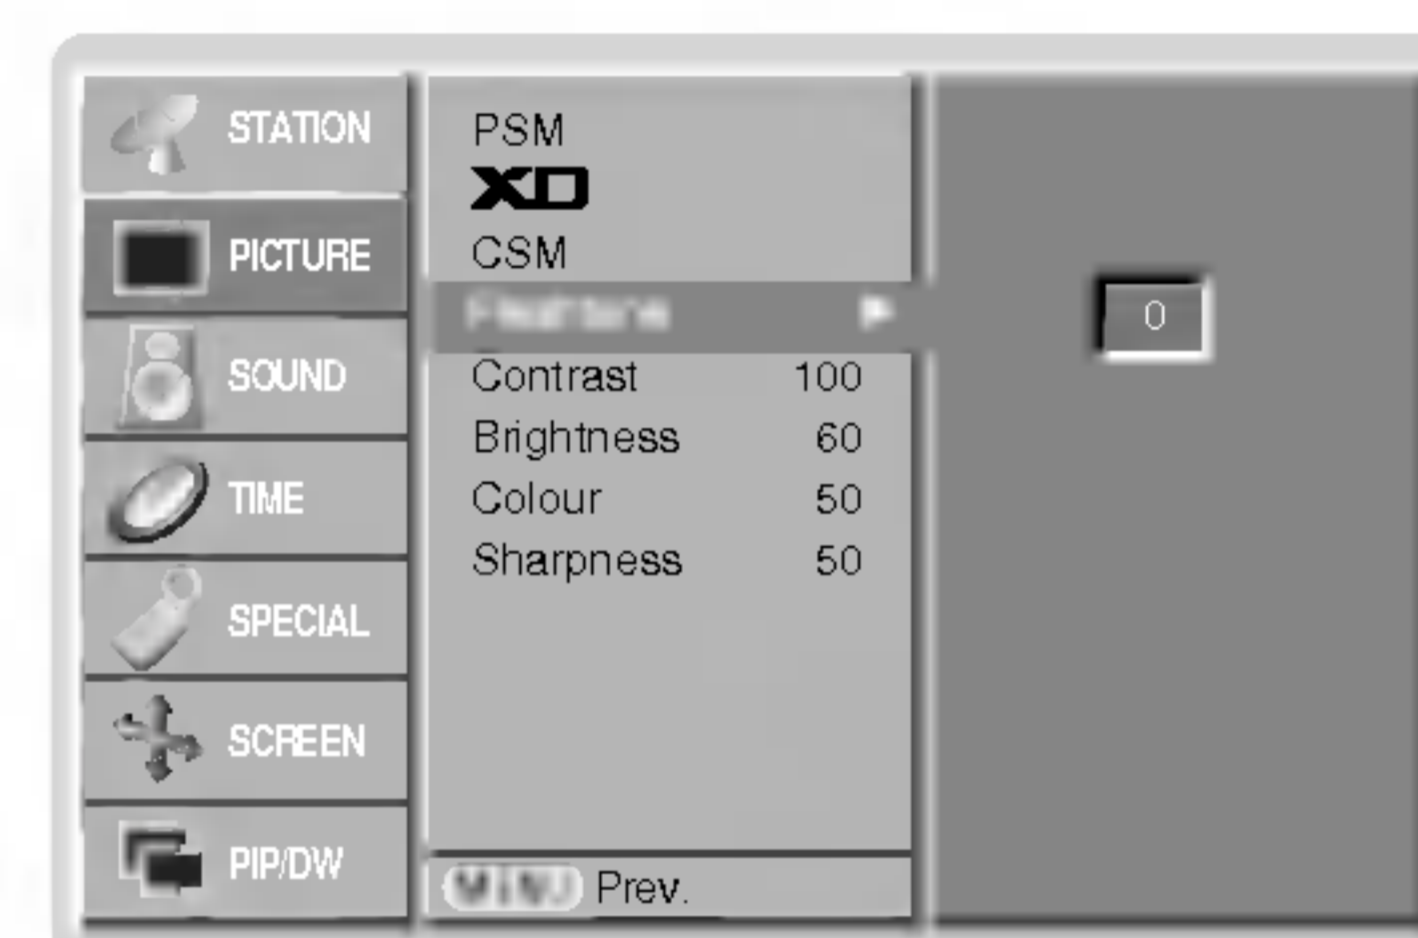 STATION
PICTURE
SOUND
TIME
SPECIAL
SCREEN
PIP/DW
PSM
XD
CSM
Contrast 100
Brightness 60
Colour 50
Sharpness 50
Prev.
0